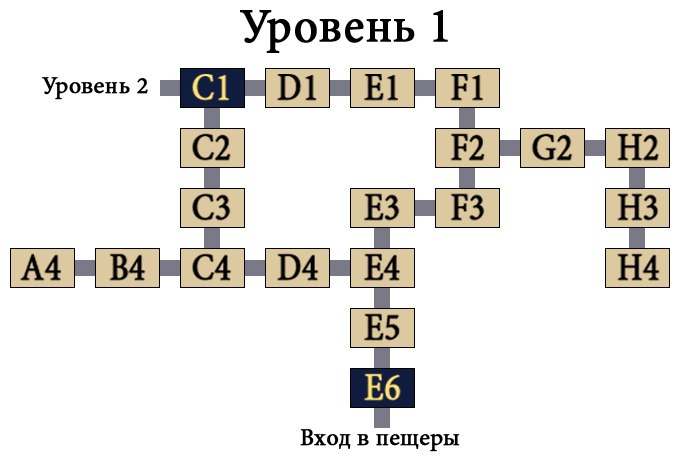 Уровень 1
Уровень 2 C1 D1 E1 F1
C2 F2 G2 H2
C3 E3 F3 H3
A4 B4 C4 D4 E4 H4
E5
E6
Вход в пещеры